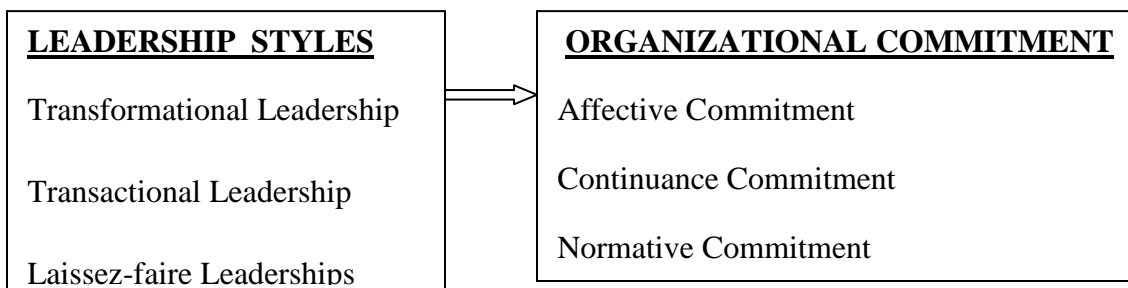 LEADERSHIP STYLES
Transformational Leadership
Transactional Leadership
Laissez-faire Leaderships
ORGANIZATIONAL COMMITMENT
Affective Commitment
Continuance Commitment
Normative Commitment